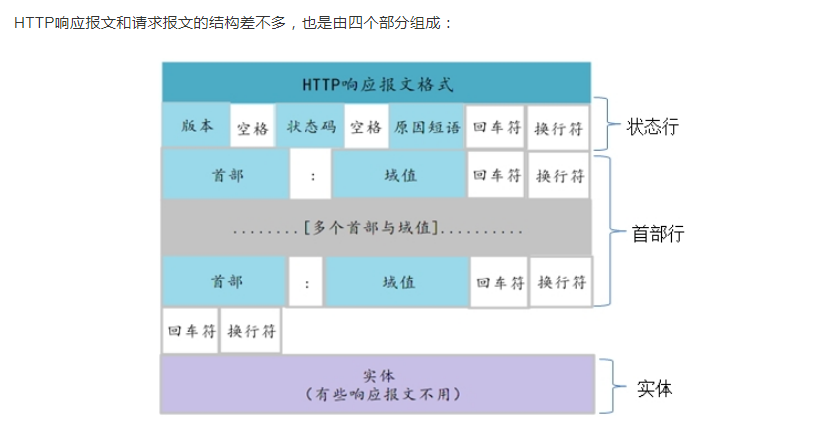 HTTP响应报文和请求报文的结构差不多，也是由四个部分组成：
HTTP响应报文格式
版本 空格 状态码 空格 原因短语 回车符 换行符 状态行
首部 : 域值 回车符 换行符
........[多个首部与域值].......... 首部行
首部 : 域值 回车符 换行符
回车符 换行符
实体
（有些响应报文不用） 实体